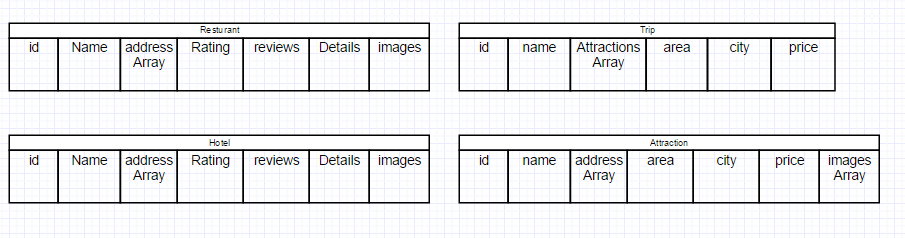 Resturant
id Name address Rating reviews Details images
Array
Trip
id name Attractions area city price
Array
Hotel
id Name address Rating reviews Details images
Array
Attraction
id name address area city price images
Array Array